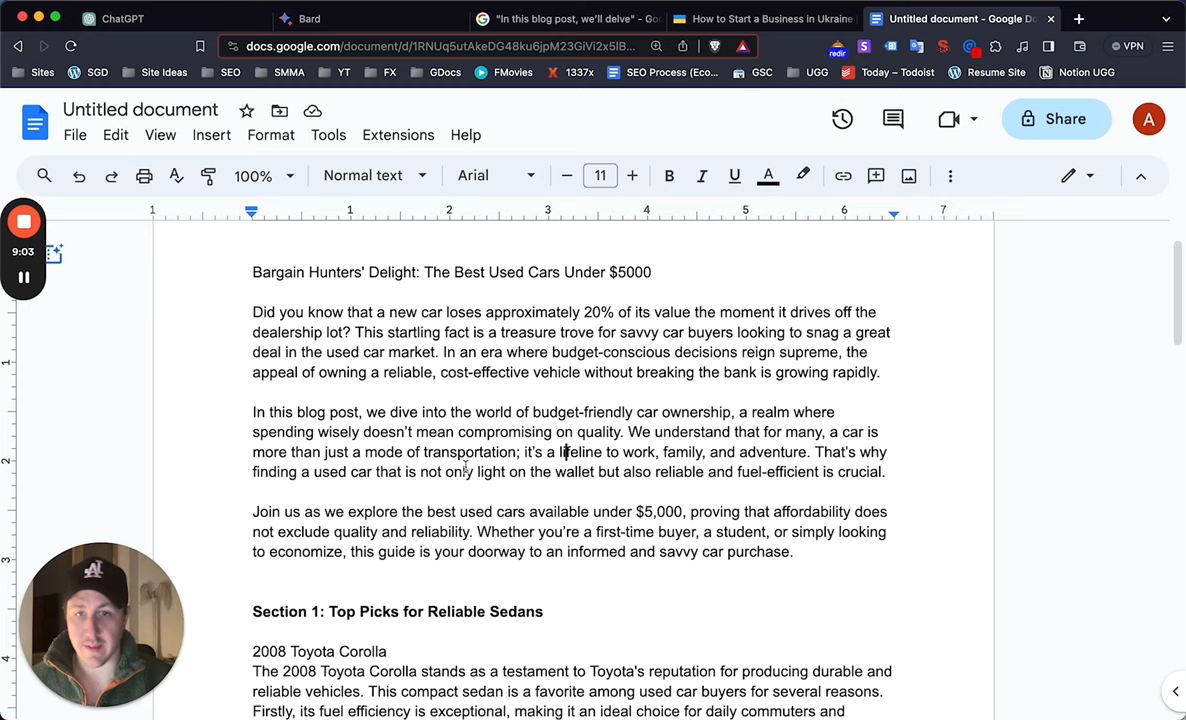 ChatGPT
Bard
"In this blog post, we'll delve" - Goo
How to Start a Business in Ukraine
Untitled document - Google Do
docs.google.com/document/d/1RNUq5utAkeDG48ku6jpM23GiVi2x5IB...
redir
VPN
Sites
SGD
Site Ideas
SEO
SMMA
YT
FX
GDocs
FMovies
1337x
SEO Process (Eco...
GSC
UGG
Today – Todoist
Resume Site
Notion UGG
Untitled document
File Edit View Insert Format Tools Extensions Help
Share
A
100%
Normal text
Arial
11
B I U A
1 1 2 3 4 5 6 7
9:03
Bargain Hunters' Delight: The Best Used Cars Under $5000
Did you know that a new car loses approximately 20% of its value the moment it drives off the
dealership lot? This startling fact is a treasure trove for savvy car buyers looking to snag a great
deal in the used car market. In an era where budget-conscious decisions reign supreme, the
appeal of owning a reliable, cost-effective vehicle without breaking the bank is growing rapidly.
In this blog post, we dive into the world of budget-friendly car ownership, a realm where
spending wisely doesn't mean compromising on quality. We understand that for many, a car is
more than just a mode of transportation; it's a lifeline to work, family, and adventure. That's why
finding a used car that is not only light on the wallet but also reliable and fuel-efficient is crucial.
Join us as we explore the best used cars available under $5,000, proving that affordability does
not exclude quality and reliability. Whether you're a first-time buyer, a student, or simply looking
to economize, this guide is your doorway to an informed and savvy car purchase.
Section 1: Top Picks for Reliable Sedans
2008 Toyota Corolla
The 2008 Toyota Corolla stands as a testament to Toyota's reputation for producing durable and
reliable vehicles. This compact sedan is a favorite among used car buyers for several reasons.
Firstly, its fuel efficiency is exceptional, making it an ideal choice for daily commuters and